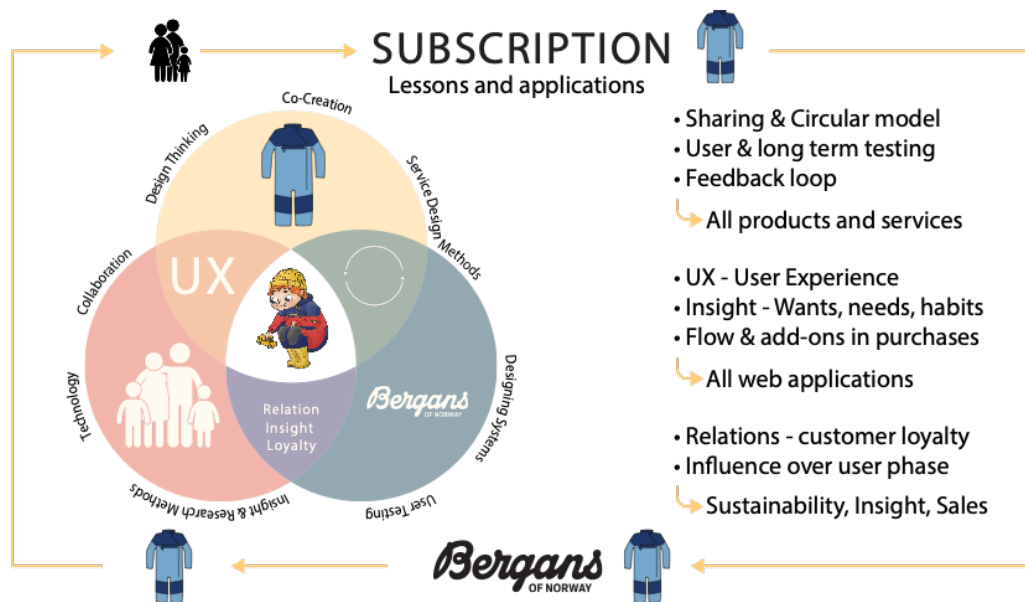 SUBSCRIPTION
Lessons and applications
Co-Creation
Design Thinking
Service Design Methods
Collaboration
UX
Technology
Relation
Insight
Loyalty
Bergans
OF NORWAY
Designing Systems
Insight & Research Methods
User Testing
• Sharing & Circular model
• User & long term testing
• Feedback loop
All products and services
• UX - User Experience
• Insight - Wants, needs, habits
• Flow & add-ons in purchases
All web applications
• Relations - customer loyalty
• Influence over user phase
Sustainability, Insight, Sales
Bergans
OF NORWAY